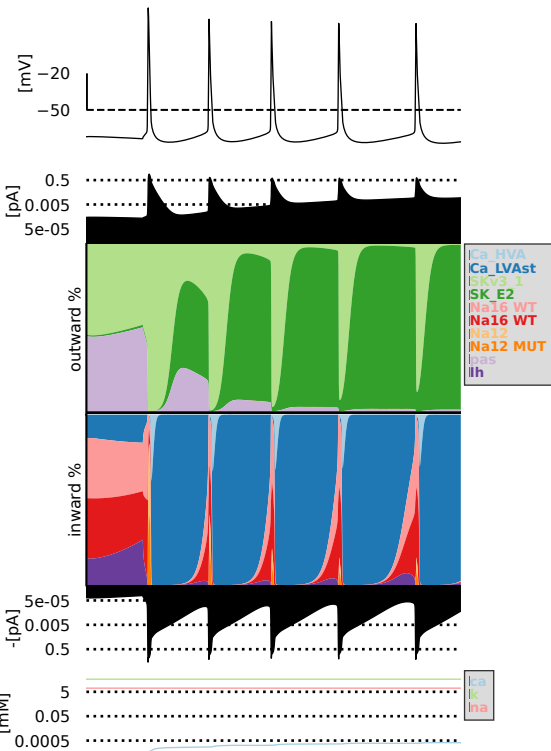 [mV]
−20
−50
[pA]
0.5
0.005
5e-05
outward %
Ca_HVA
Ca_LVAst
SKv3_1
SK_E2
Na16 WT
Na16 WT
Na12
Na12 MUT
pas
Ih
inward %
-[pA]
5e-05
0.005
0.5
[mM]
5
0.05
0.0005
ca
k
na